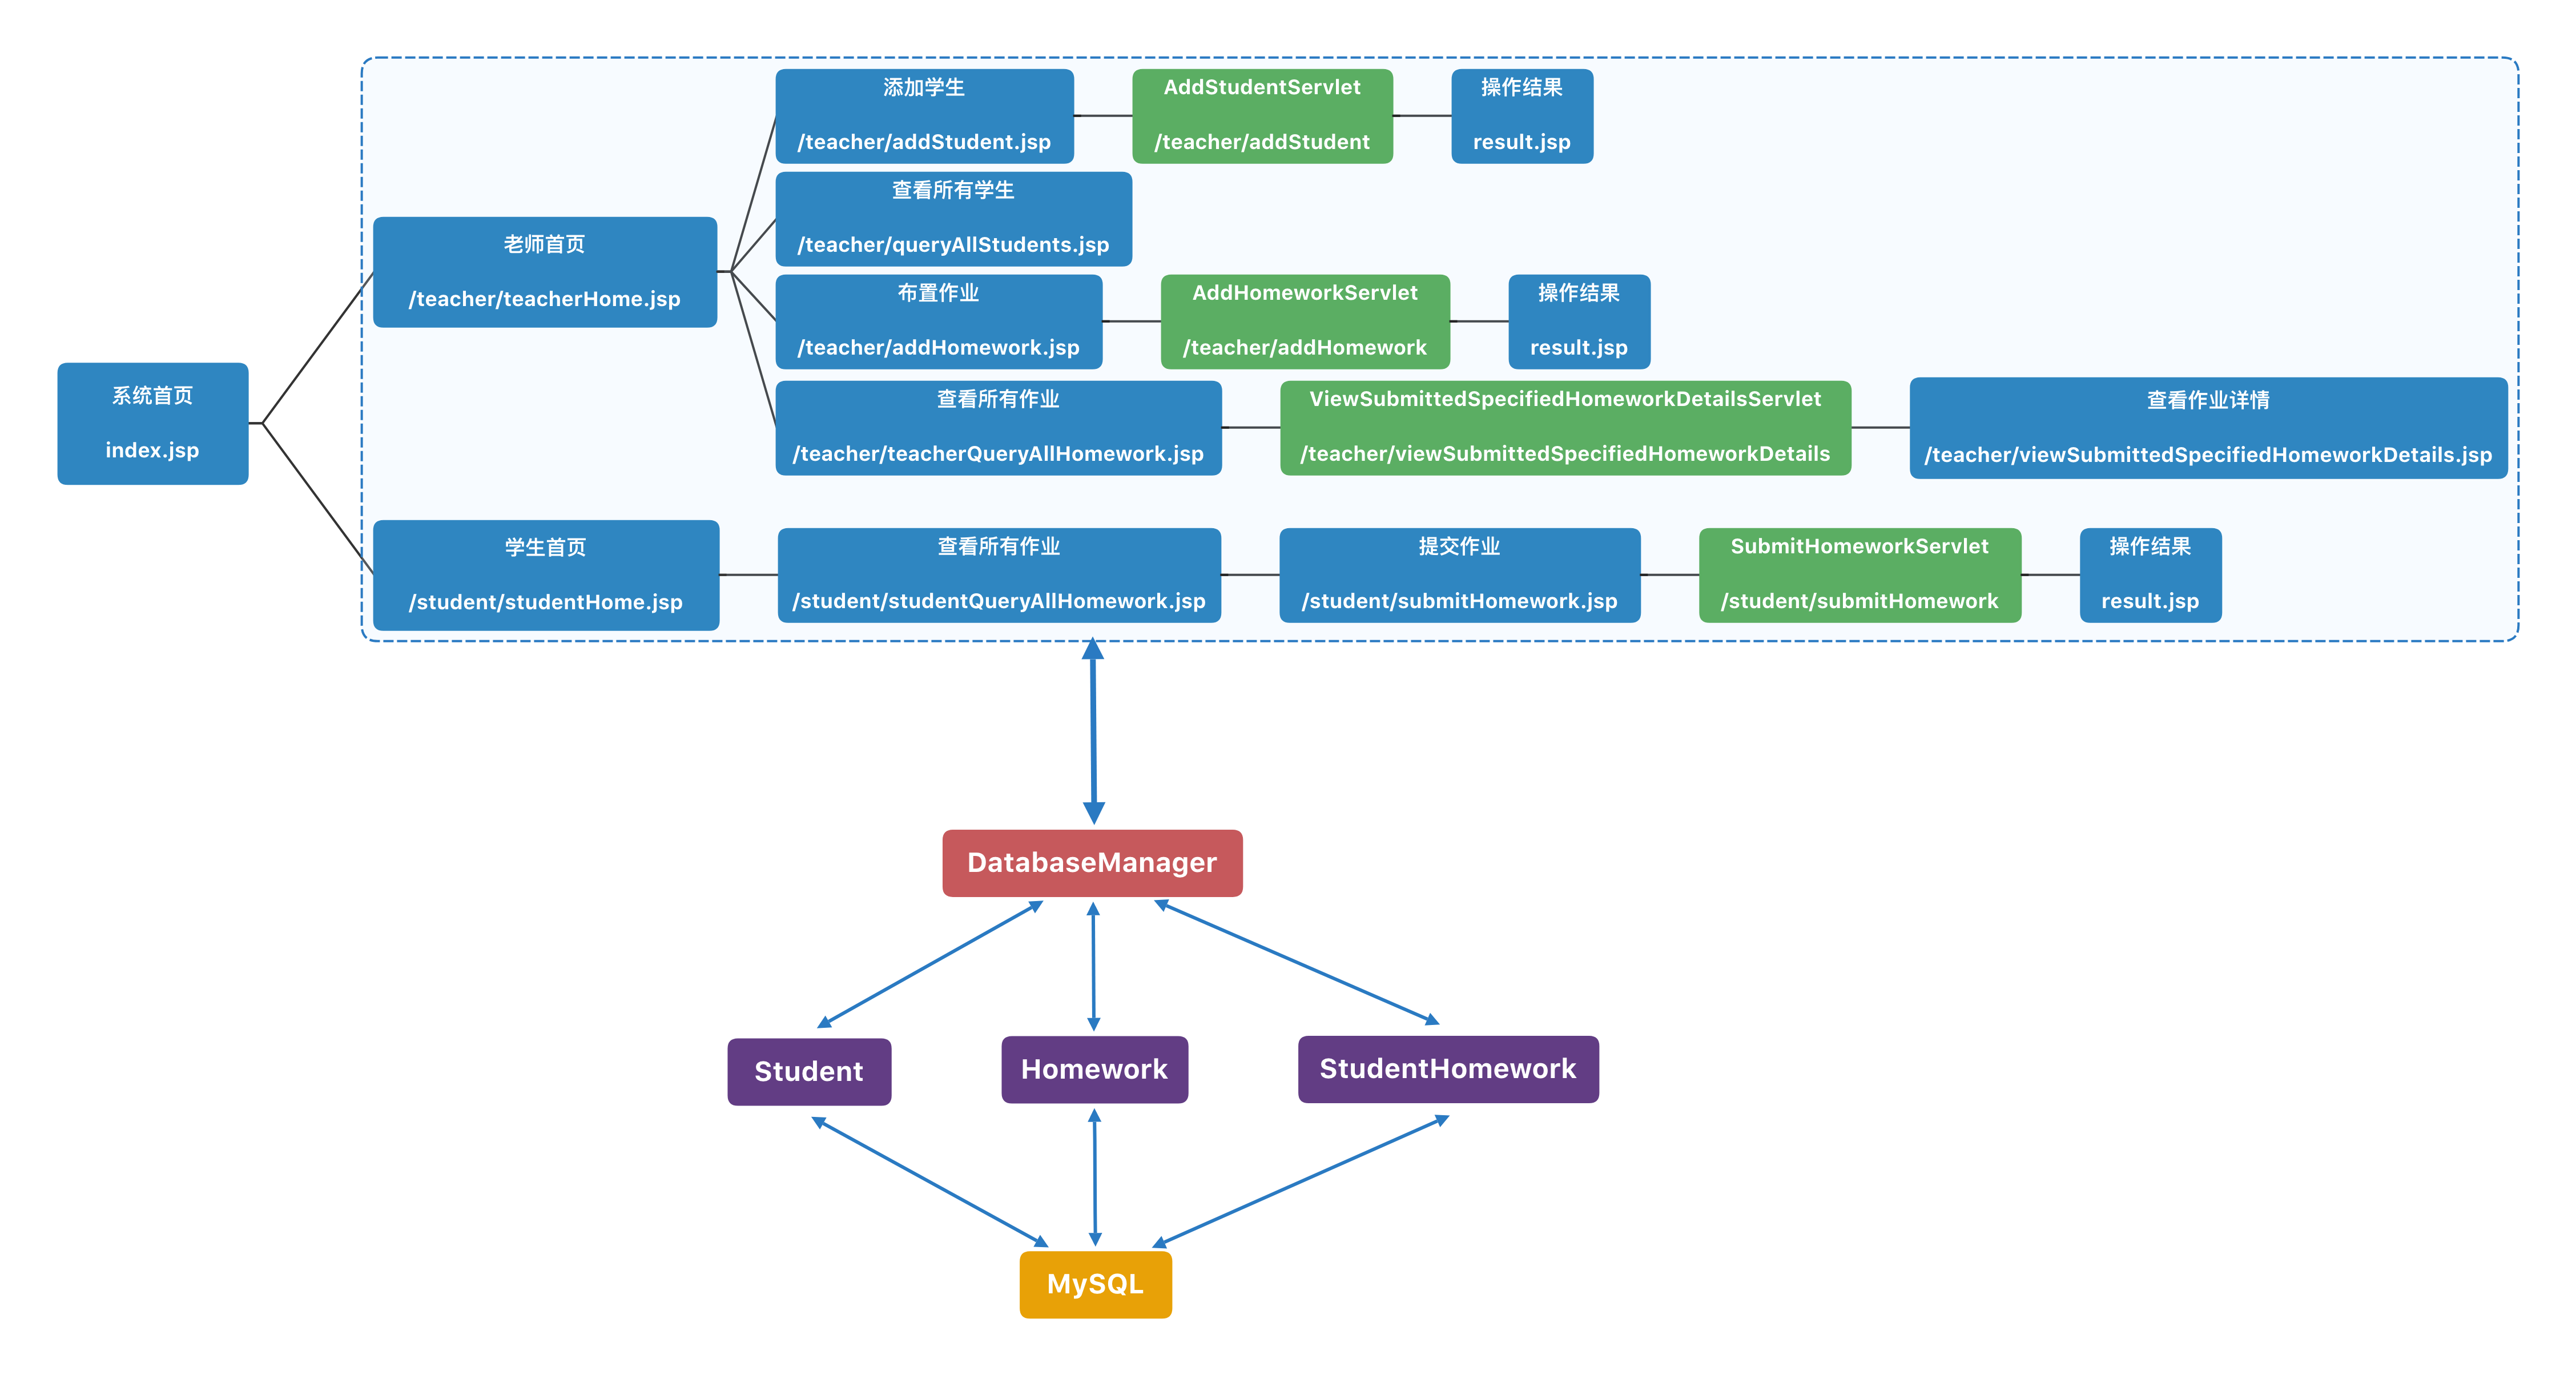 系统首页
index.jsp
老师首页
/teacher/teacherHome.jsp
添加学生
/teacher/addStudent.jsp
AddStudentServlet
/teacher/addStudent
操作结果
result.jsp
查看所有学生
/teacher/queryAllStudents.jsp
布置作业
/teacher/addHomework.jsp
AddHomeworkServlet
/teacher/addHomework
操作结果
result.jsp
查看所有作业
/teacher/teacherQueryAllHomework.jsp
ViewSubmittedSpecifiedHomeworkDetailsServlet
/teacher/viewSubmittedSpecifiedHomeworkDetails
查看作业详情
/teacher/viewSubmittedSpecifiedHomeworkDetails.jsp
学生首页
/student/studentHome.jsp
查看所有作业
/student/studentQueryAllHomework.jsp
提交作业
/student/submitHomework.jsp
SubmitHomeworkServlet
/student/submitHomework
操作结果
result.jsp
DatabaseManager
Student
Homework
StudentHomework
MySQL